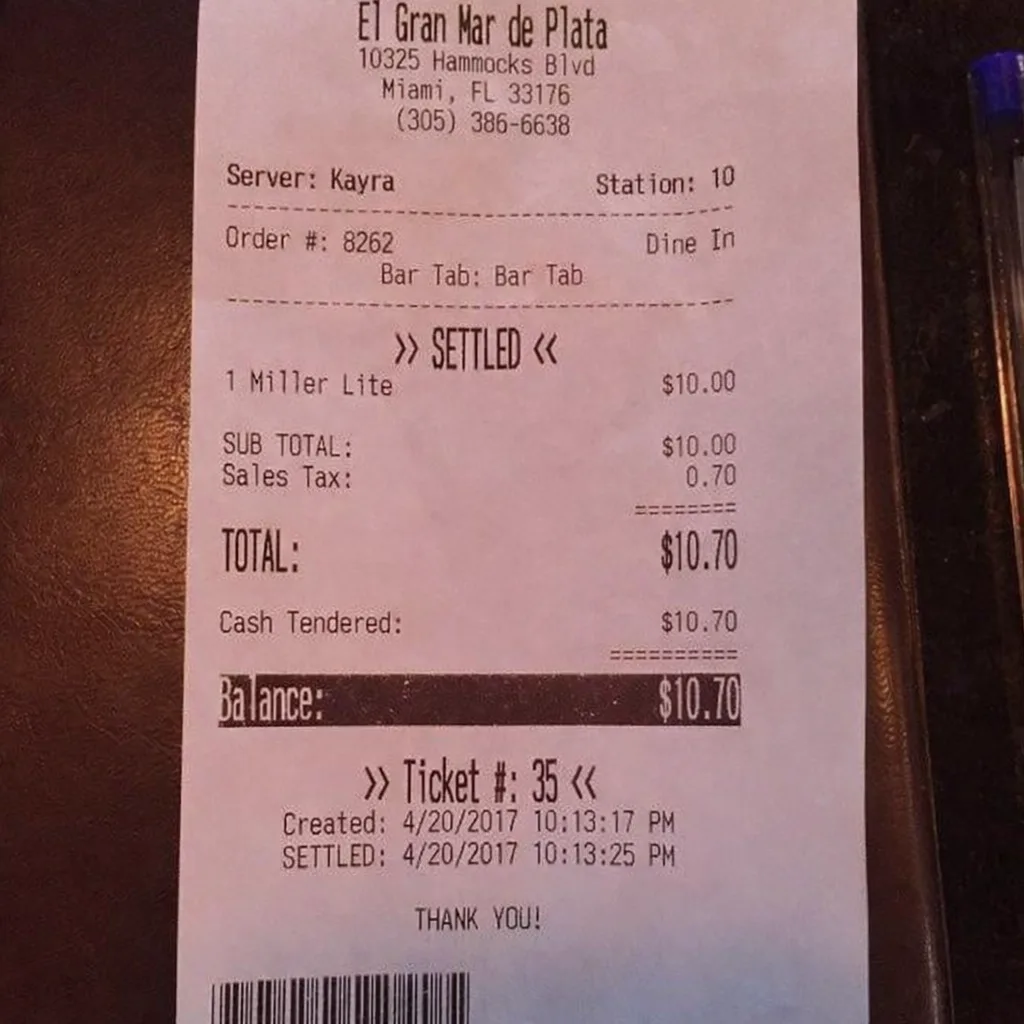 El Gran Mar de Plata
10325 Hammocks Blvd
Miami, FL 33176
(305) 386-6638
Server: Kayra Station: 10
Order #: 8262 Dine In
Bar Tab: Bar Tab
>> SETTLED <<
1 Miller Lite $10.00
SUB TOTAL: $10.00
Sales Tax: 0.70
========
TOTAL: $10.70
Cash Tendered: $10.70
==========
Balance: $10.70
>> Ticket #: 35 <<
Created: 4/20/2017 10:13:17 PM
SETTLED: 4/20/2017 10:13:25 PM
THANK YOU!